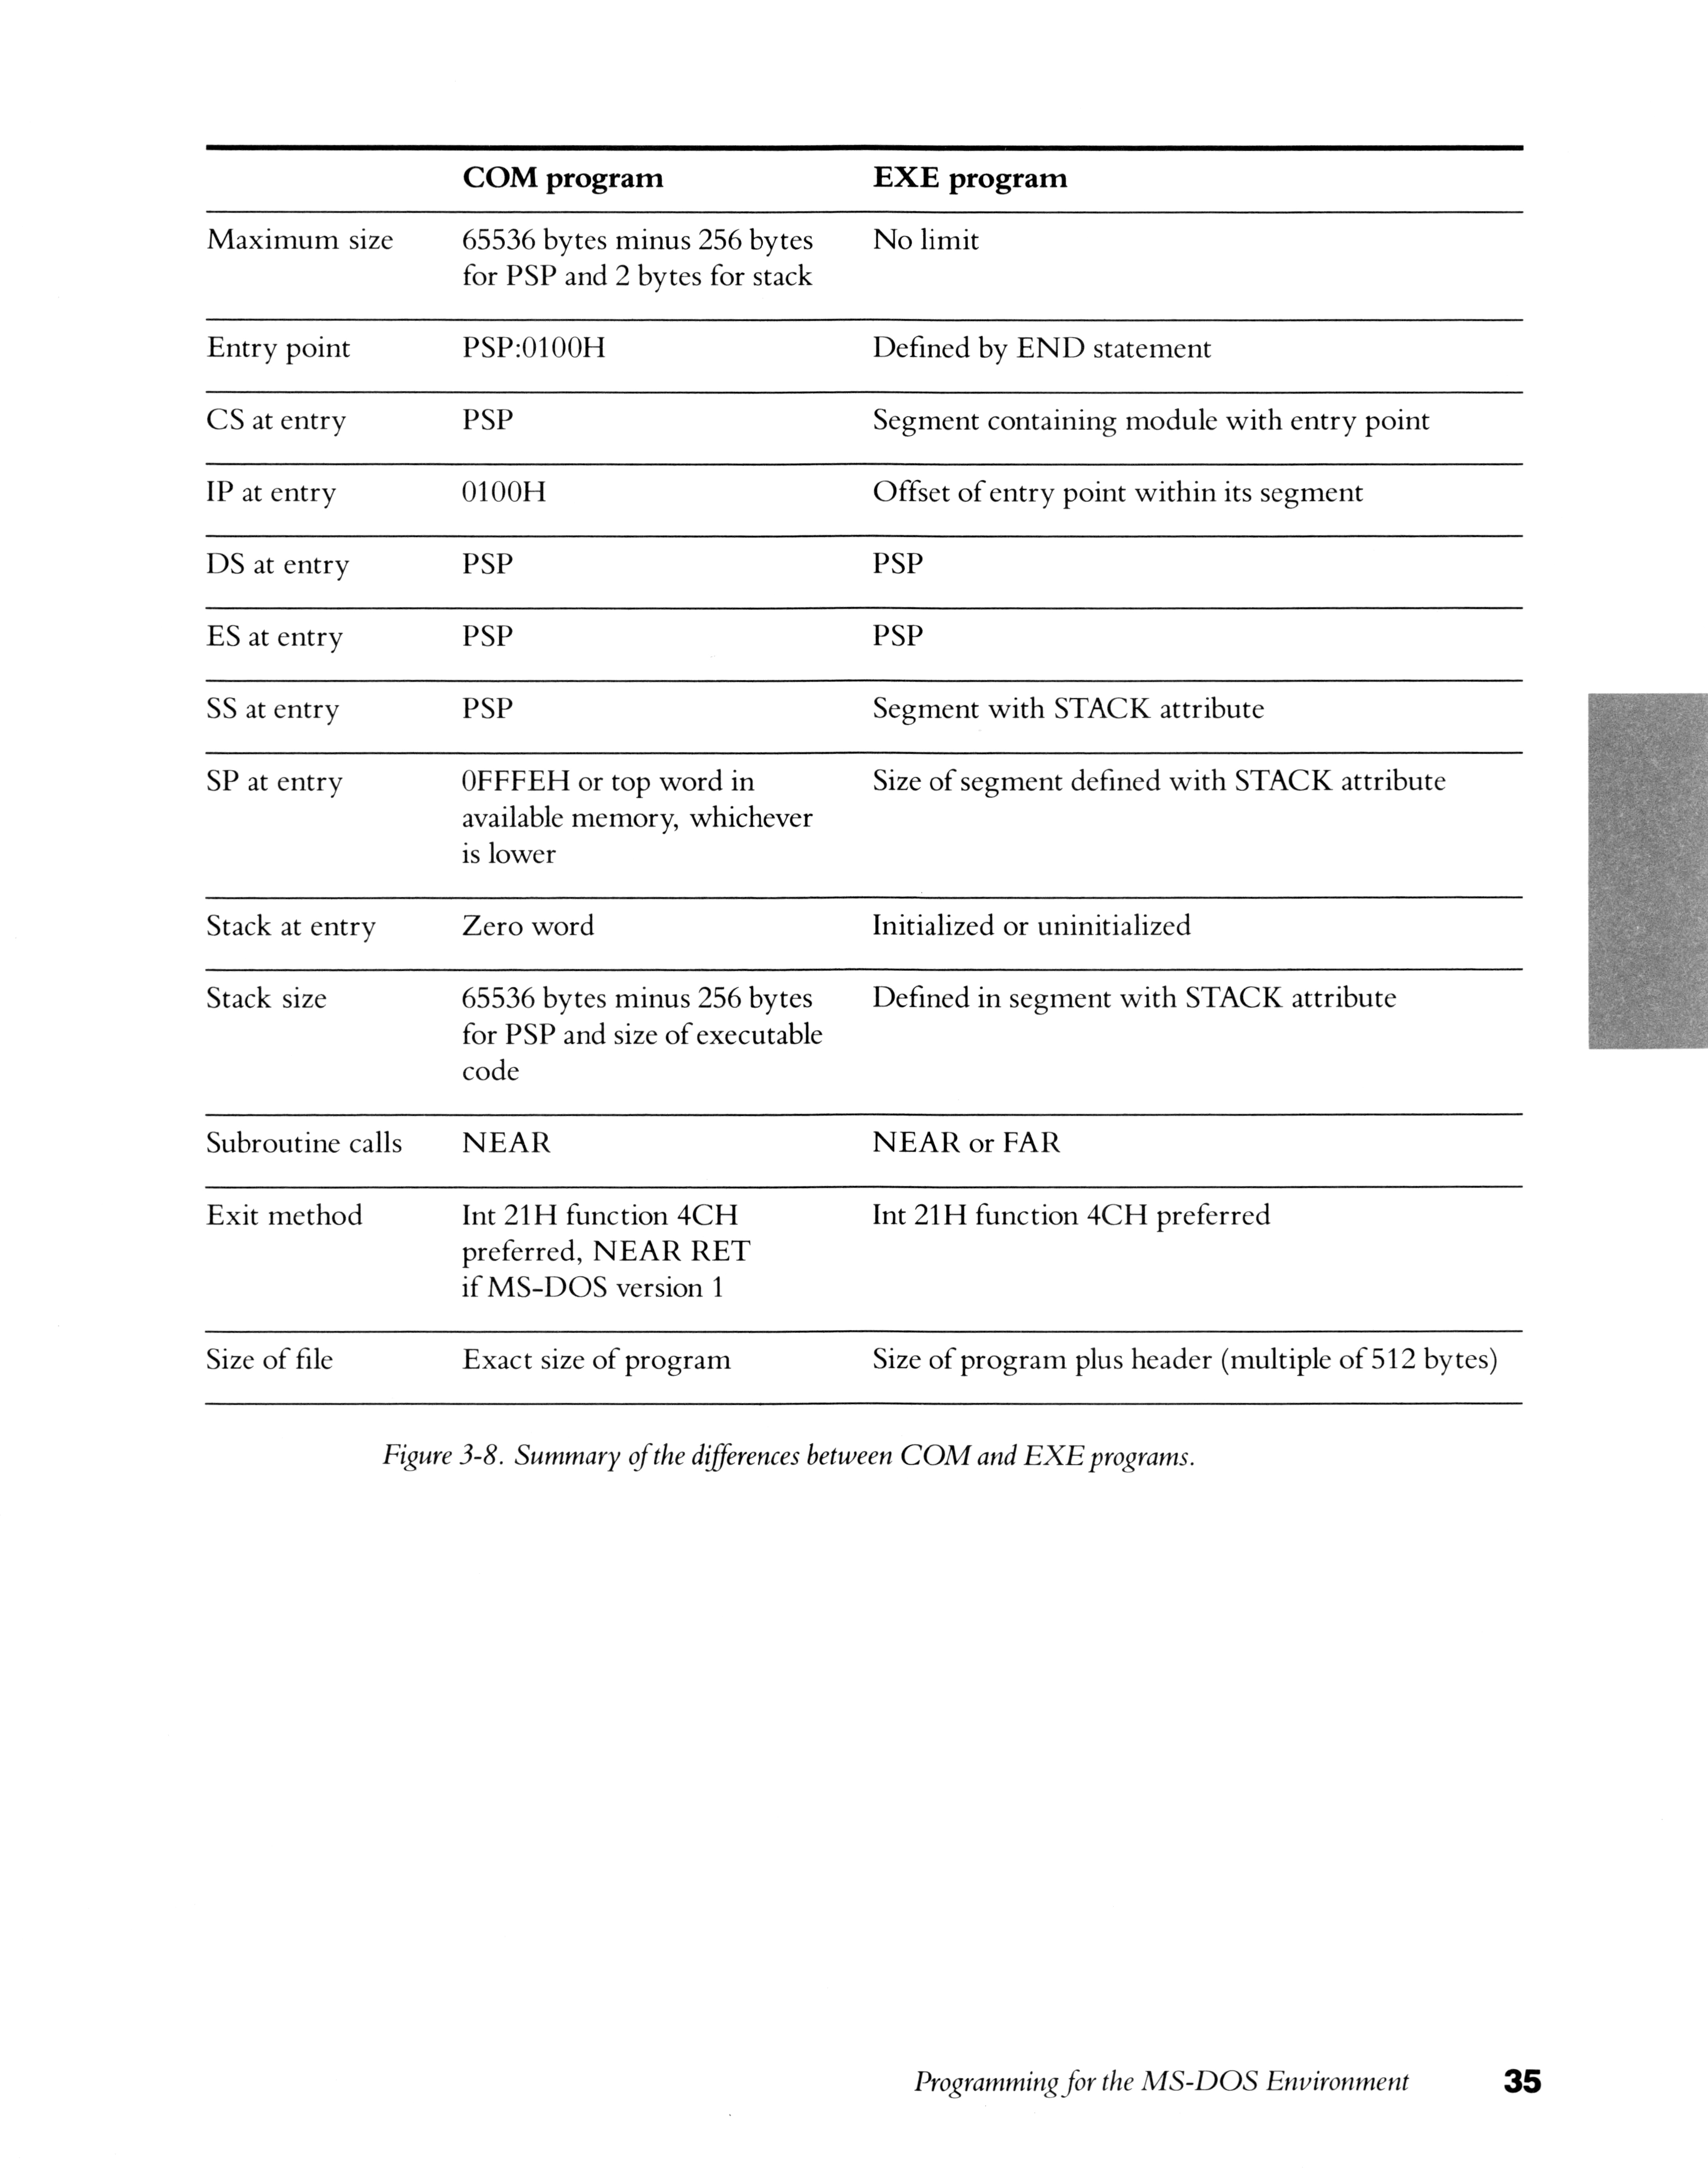 COM program EXE program
Maximum size 65536 bytes minus 256 bytes No limit
for PSP and 2 bytes for stack
Entry point PSP:0100H Defined by END statement
CS at entry PSP Segment containing module with entry point
IP at entry 0100H Offset of entry point within its segment
DS at entry PSP PSP
ES at entry PSP PSP
SS at entry PSP Segment with STACK attribute
SP at entry 0FFFEH or top word in Size of segment defined with STACK attribute
available memory, whichever
is lower
Stack at entry Zero word Initialized or uninitialized
Stack size 65536 bytes minus 256 bytes Defined in segment with STACK attribute
for PSP and size of executable
code
Subroutine calls NEAR NEAR or FAR
Exit method Int 21H function 4CH Int 21H function 4CH preferred
preferred, NEAR RET
if MS-DOS version 1
Size of file Exact size of program Size of program plus header (multiple of 512 bytes)
Figure 3-8. Summary of the differences between COM and EXE programs.
Programming for the MS-DOS Environment 35